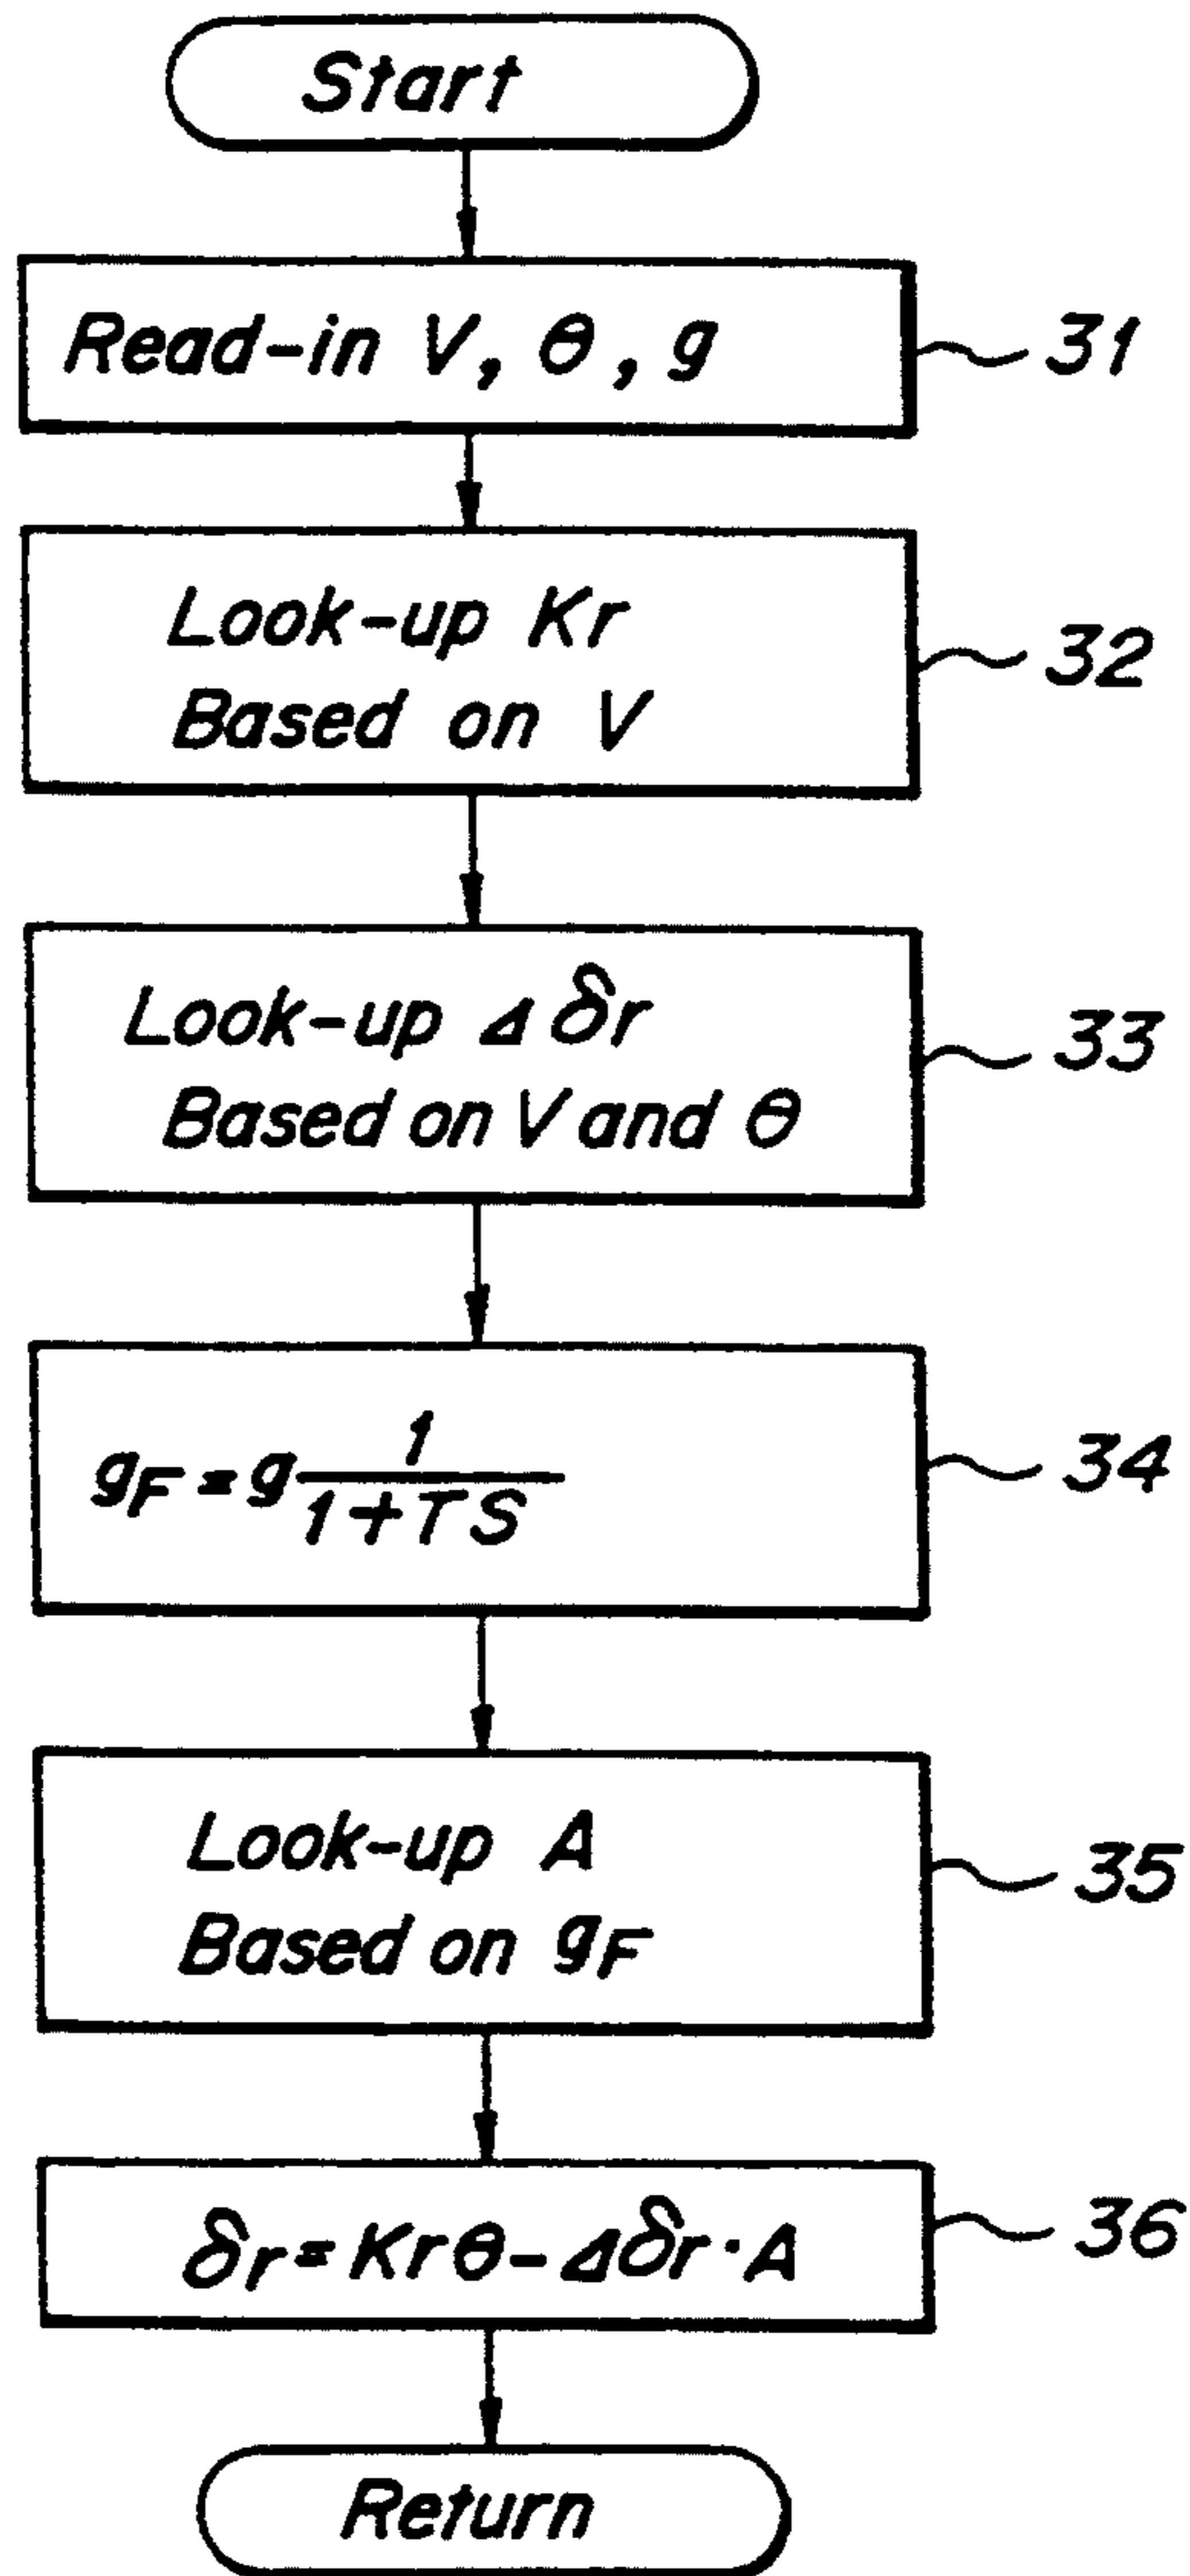 Start
Read-in V, θ, g
31
Look-up Kr
Based on V
32
Look-up Δδr
Based on V and θ
33
gF = g 1/(1+TS)
34
Look-up A
Based on gF
35
δr = Krθ - Δδr · A
36
Return